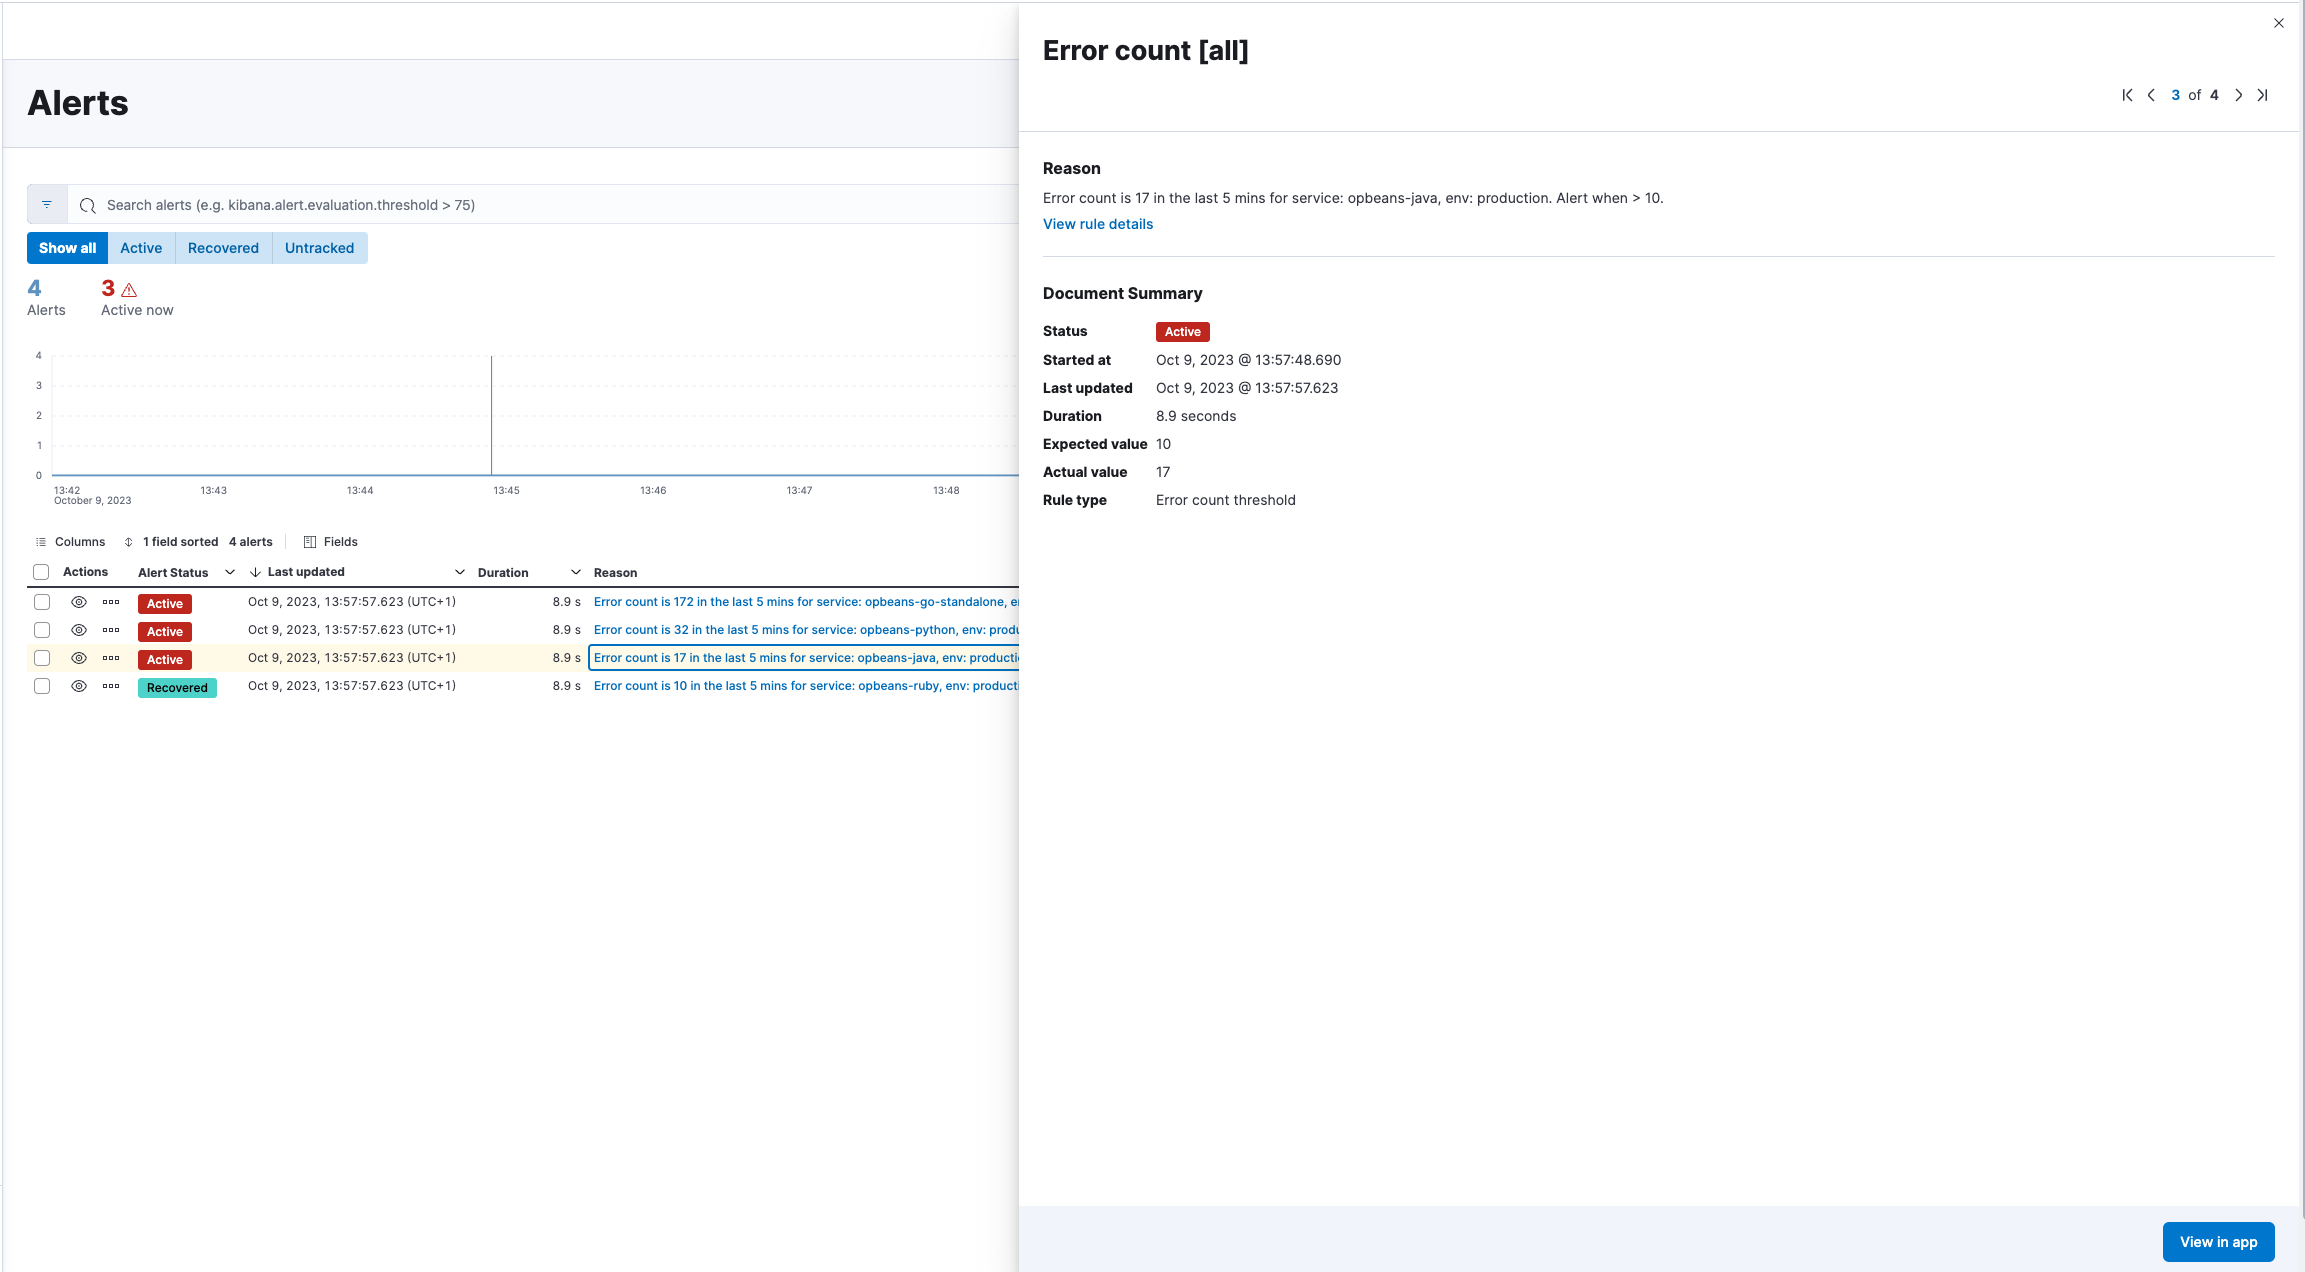 Alerts
Search alerts (e.g. kibana.alert.evaluation.threshold > 75)
Show all Active Recovered Untracked
4 3
Alerts Active now
4
3
2
1
0
13:42 13:43 13:44 13:45 13:46 13:47 13:48
October 9, 2023
Columns 1 field sorted 4 alerts Fields
Actions Alert Status Last updated Duration Reason
Active Oct 9, 2023, 13:57:57.623 (UTC+1) 8.9 s Error count is 172 in the last 5 mins for service: opbeans-go-standalone,
Active Oct 9, 2023, 13:57:57.623 (UTC+1) 8.9 s Error count is 32 in the last 5 mins for service: opbeans-python, env: produ
Active Oct 9, 2023, 13:57:57.623 (UTC+1) 8.9 s Error count is 17 in the last 5 mins for service: opbeans-java, env: producti
Recovered Oct 9, 2023, 13:57:57.623 (UTC+1) 8.9 s Error count is 10 in the last 5 mins for service: opbeans-ruby, env: product
Error count [all]
3 of 4
Reason
Error count is 17 in the last 5 mins for service: opbeans-java, env: production. Alert when > 10.
View rule details
Document Summary
Status Active
Started at Oct 9, 2023 @ 13:57:48.690
Last updated Oct 9, 2023 @ 13:57:57.623
Duration 8.9 seconds
Expected value 10
Actual value 17
Rule type Error count threshold
View in app